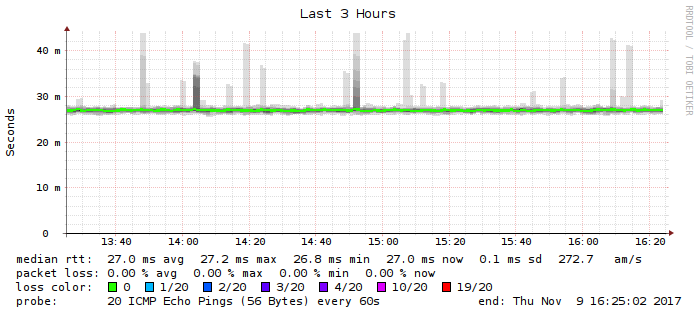 Last 3 Hours
RRDTOOL / TOBI OETIKER
Seconds
40 m
30 m
20 m
10 m
0
13:40 14:00 14:20 14:40 15:00 15:20 15:40 16:00 16:20
median rtt: 27.0 ms avg 27.2 ms max 26.8 ms min 27.0 ms now 0.1 ms sd 272.7 am/s
packet loss: 0.00 % avg 0.00 % max 0.00 % min 0.00 % now
loss color: 0 1/20 2/20 3/20 4/20 10/20 19/20
probe: 20 ICMP Echo Pings (56 Bytes) every 60s end: Thu Nov 9 16:25:02 2017